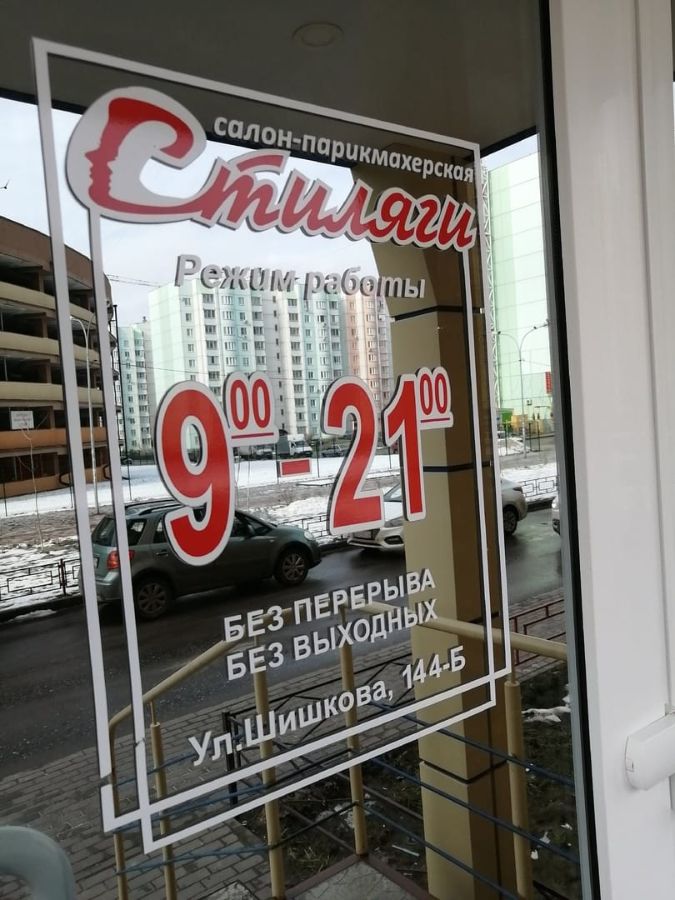 салон-парикмахерская
Стиляги
Режим работы
9⁰⁰ - 21⁰⁰
БЕЗ ПЕРЕРЫВА
БЕЗ ВЫХОДНЫХ
Ул.Шишкова, 144-Б